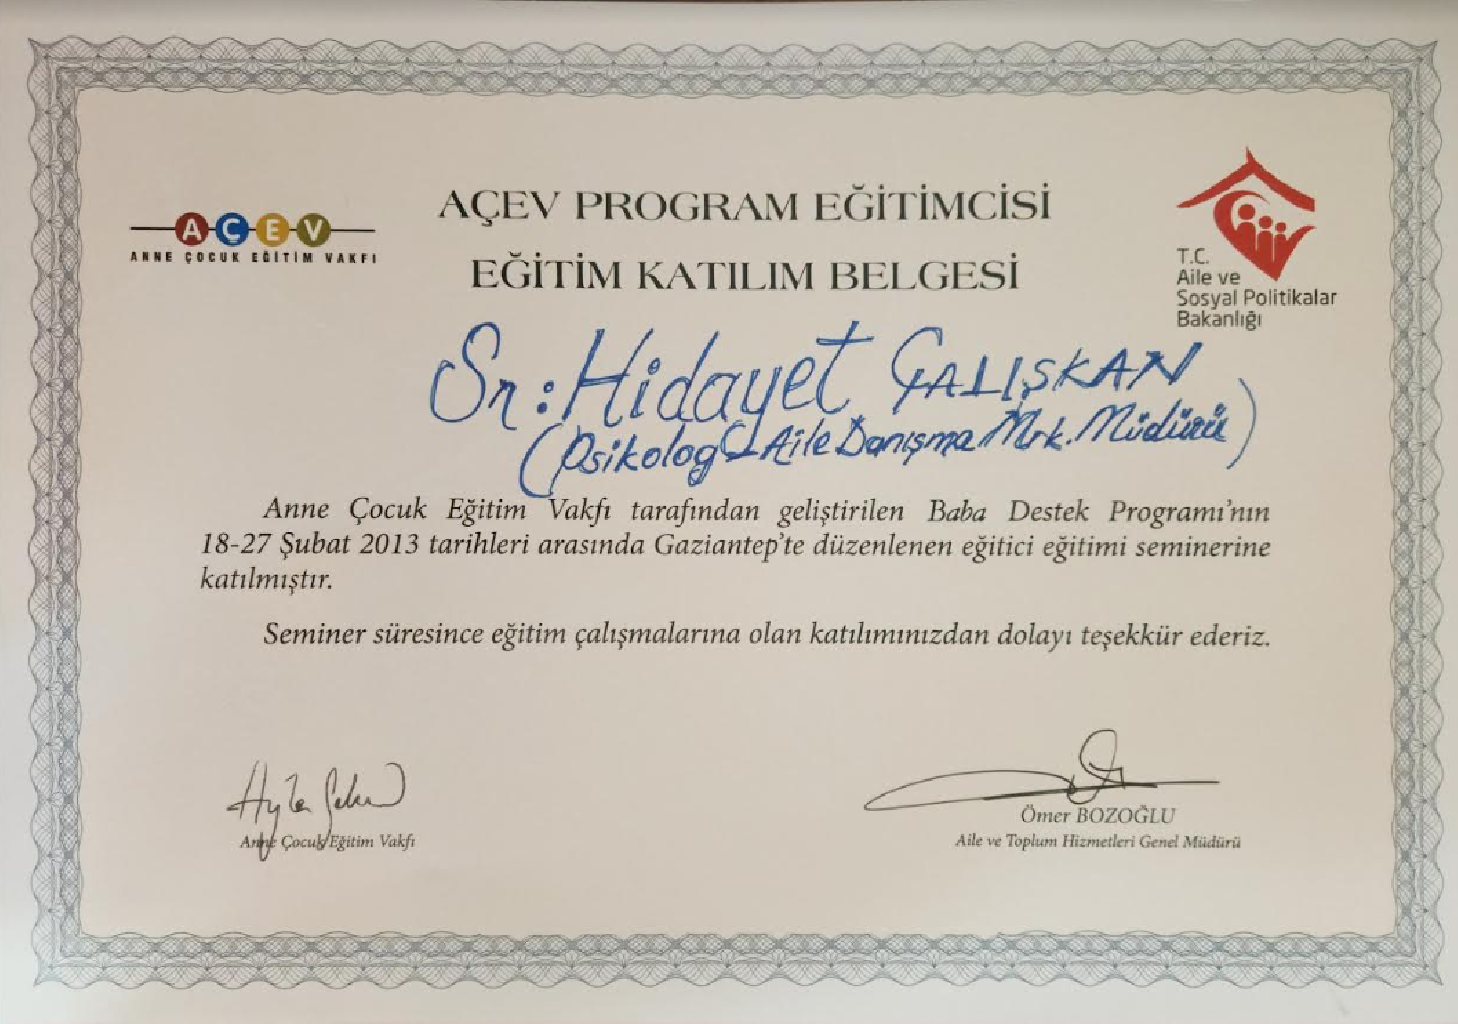 AÇEV
ANNE ÇOCUK EĞİTİM VAKFI
AÇEV PROGRAM EĞİTİMCİSİ
EĞİTİM KATILIM BELGESİ
T.C.
Aile ve
Sosyal Politikalar
Bakanlığı
Sn: Hidayet ÇALIŞKAN
(Psikolog Aile Danışma Mrk. Müdürü)
Anne Çocuk Eğitim Vakfı tarafından geliştirilen Baba Destek Programı'nın
18-27 Şubat 2013 tarihleri arasında Gaziantep'te düzenlenen eğitici eğitimi seminerine
katılmıştır.
Seminer süresince eğitim çalışmalarına olan katılımınızdan dolayı teşekkür ederiz.
Anne Çocuk Eğitim Vakfı
Ömer BOZOĞLU
Aile ve Toplum Hizmetleri Genel Müdürü